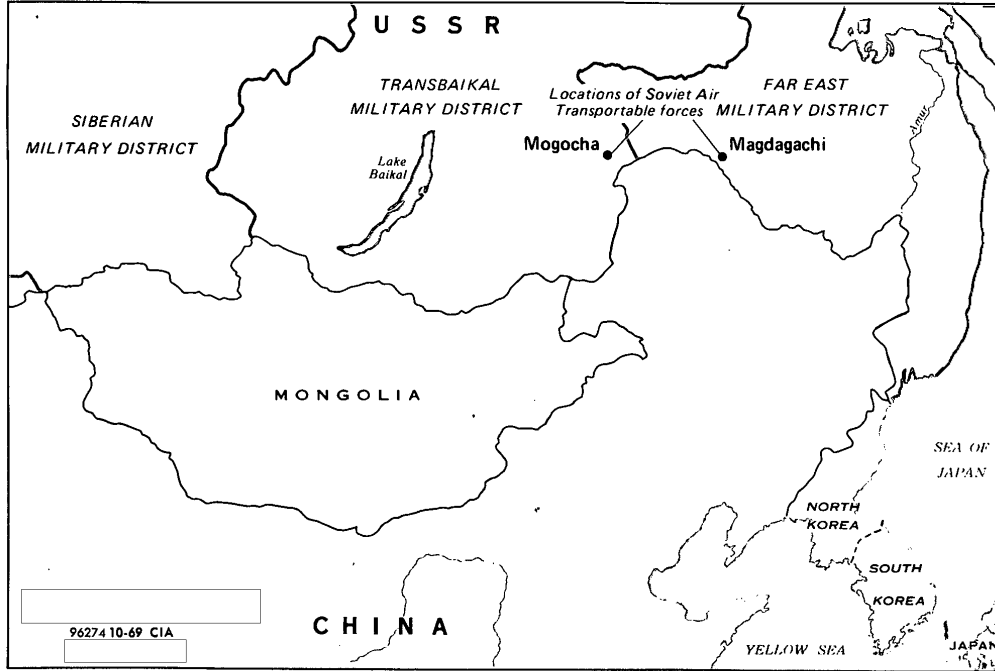 USSR
TRANSBAIKAL
MILITARY DISTRICT
Locations of Soviet Air
Transportable forces
FAR EAST
MILITARY DISTRICT
SIBERIAN
MILITARY DISTRICT
Mogocha
Magdagachi
Amur
Lake
Baikal
MONGOLIA
SEA OF
JAPAN
NORTH
KOREA
SOUTH
KOREA
CHINA
96274 10-69 CIA
YELLOW SEA
JAPAN